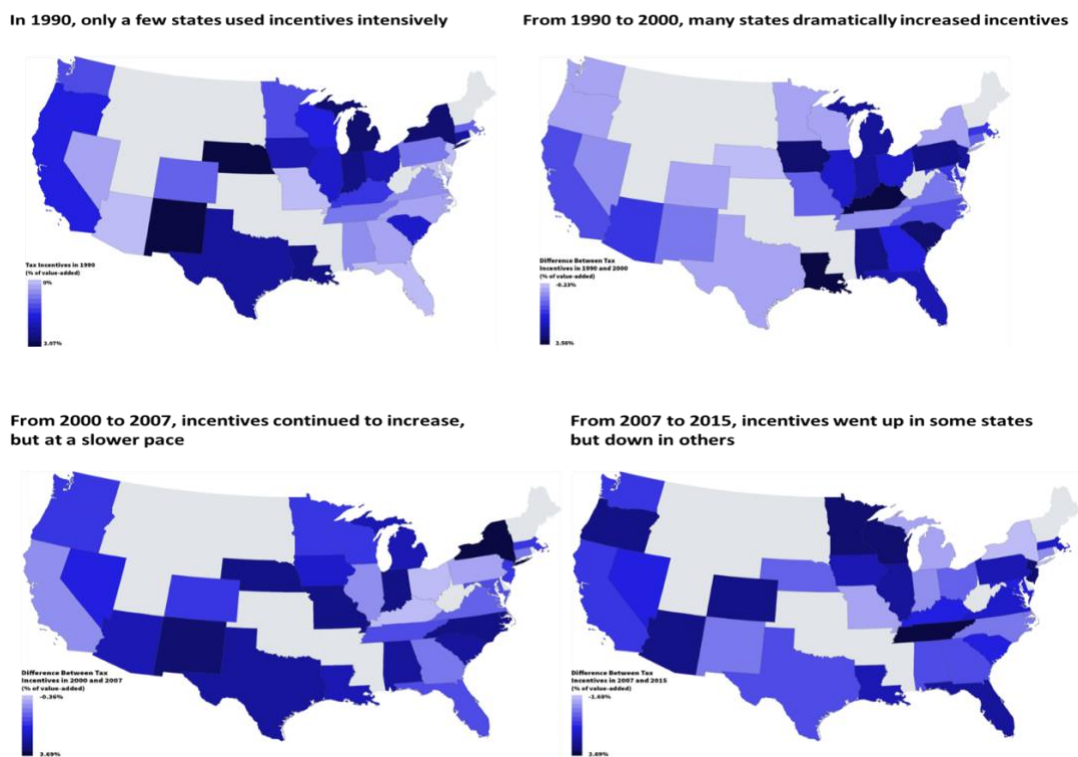 In 1990, only a few states used incentives intensively
From 1990 to 2000, many states dramatically increased incentives
Tax Incentives in 1990
(% of value-added)
0%
3.07%
Difference Between Tax
Incentives in 1990 and 2000
(% of value-added)
-0.23%
2.50%
From 2000 to 2007, incentives continued to increase,
but at a slower pace
From 2007 to 2015, incentives went up in some states
but down in others
Difference Between Tax
Incentives in 2000 and 2007
(% of value-added)
-0.36%
3.69%
Difference Between Tax
Incentives in 2007 and 2015
(% of value-added)